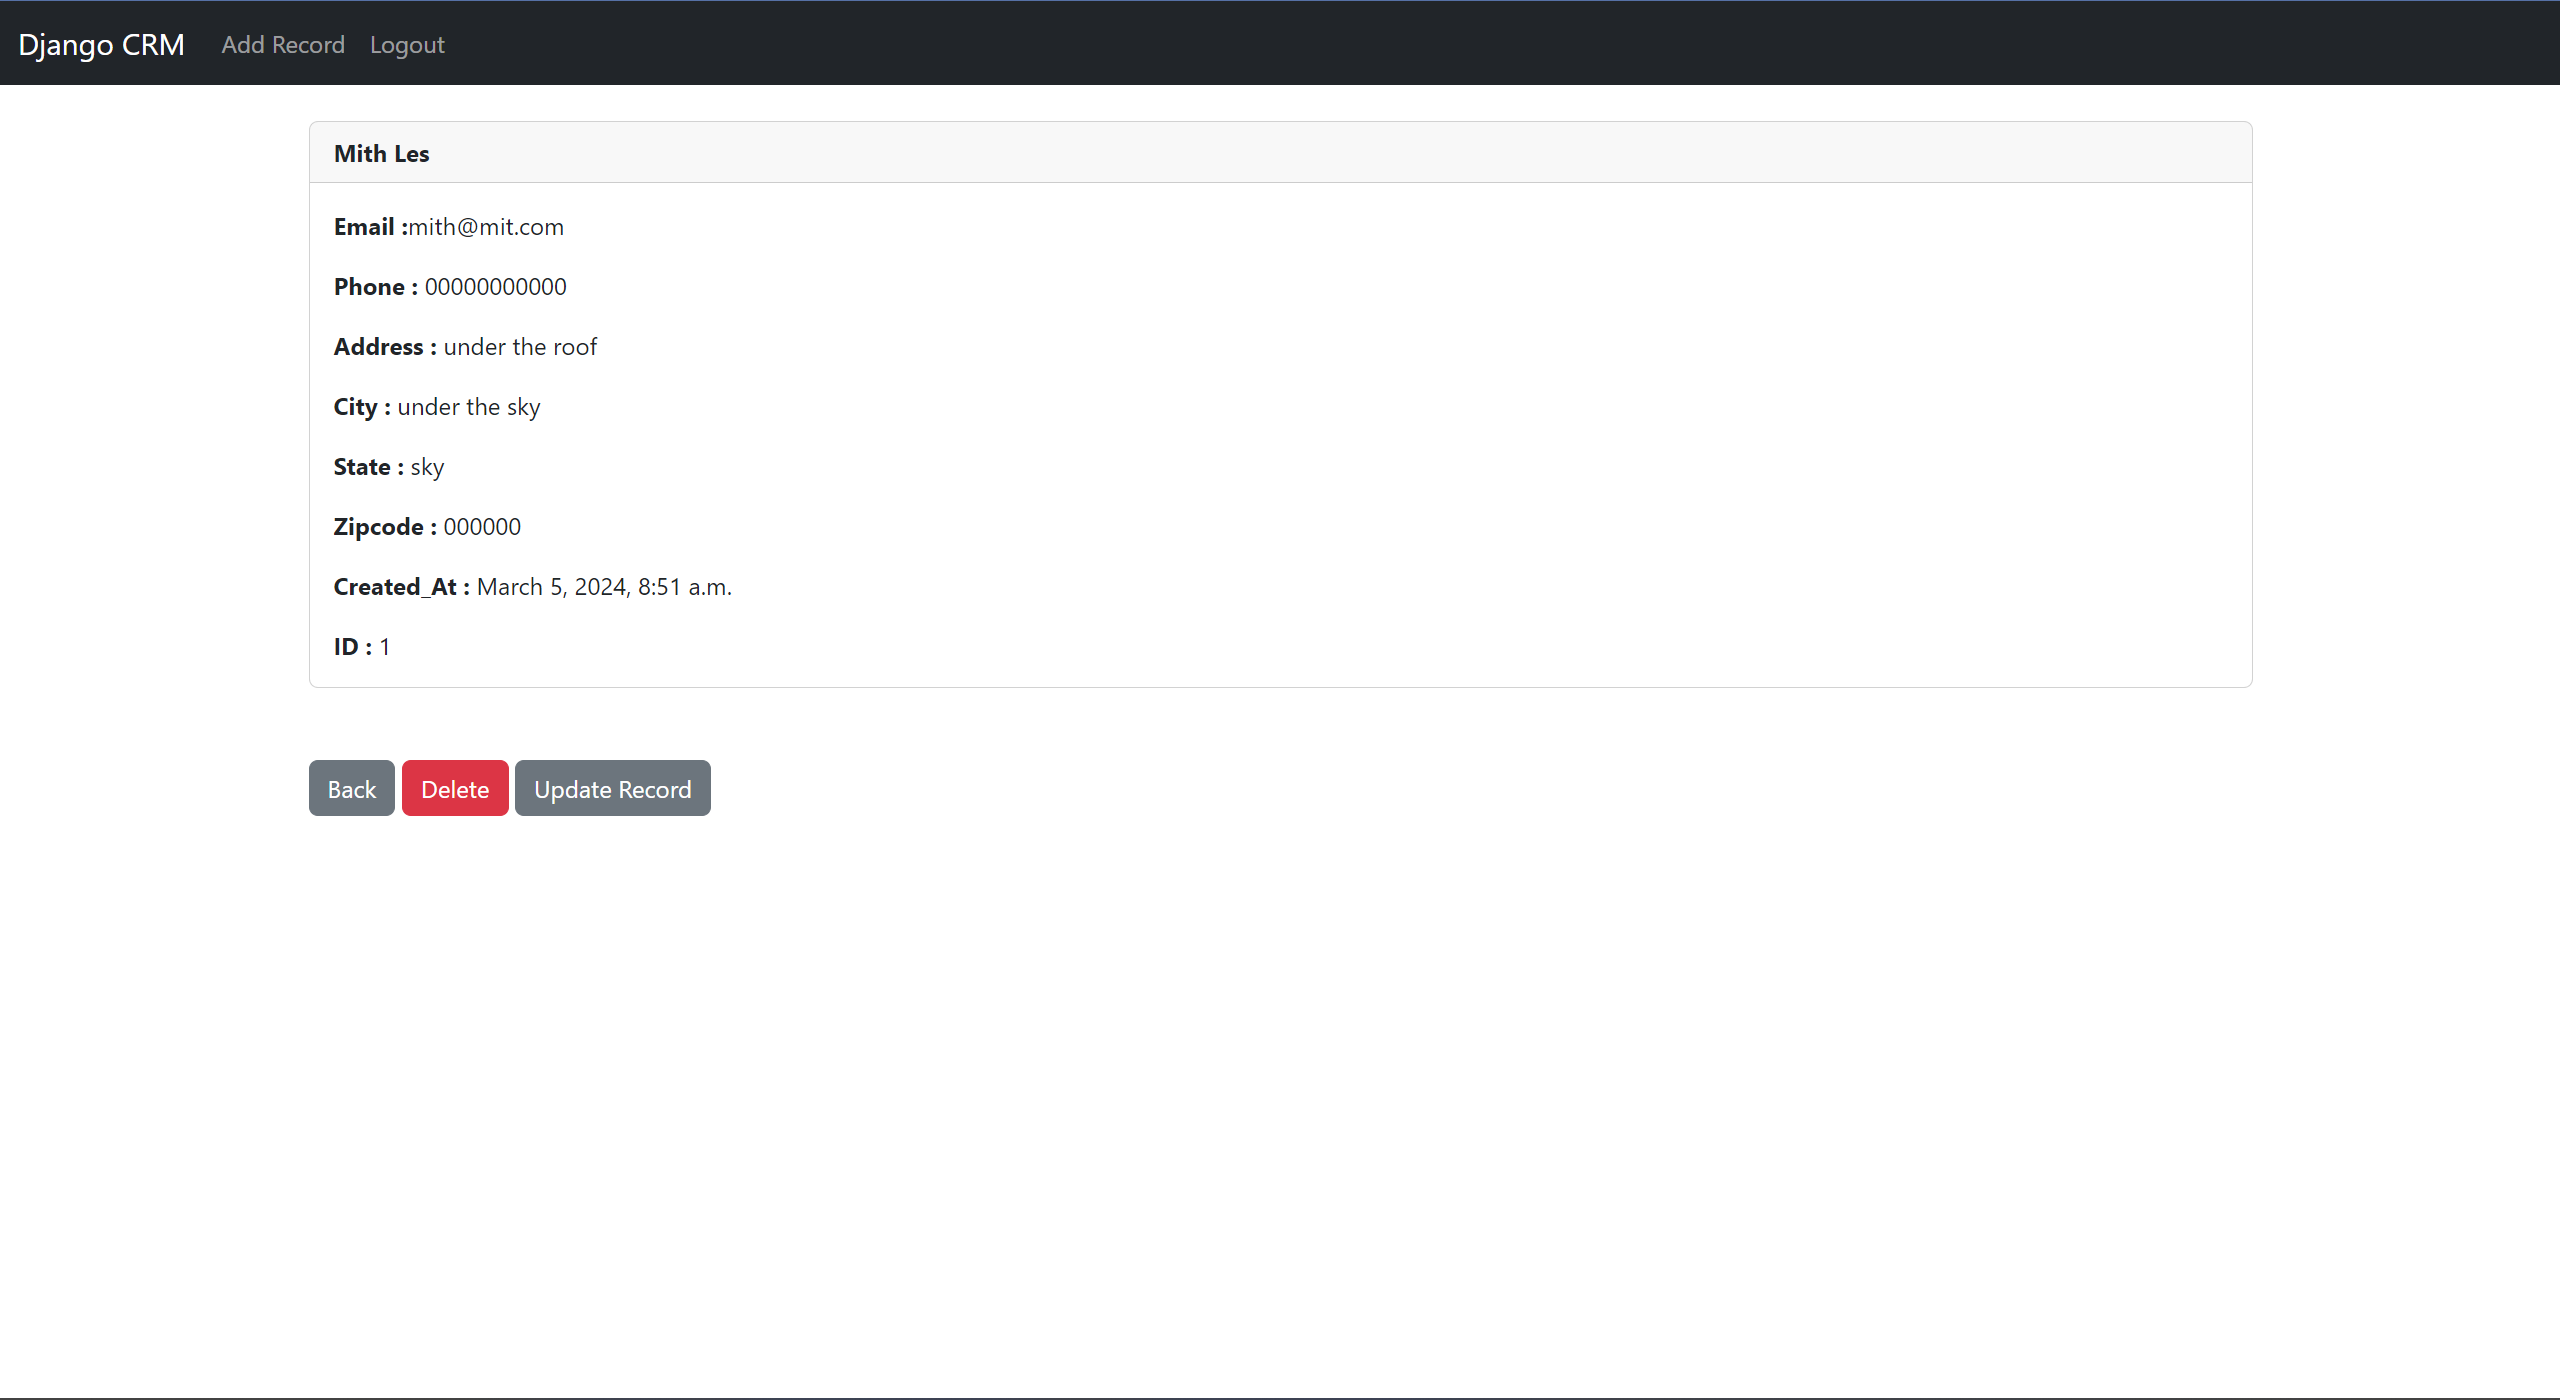 Django CRM Add Record Logout
Mith Les
Email :mith@mit.com
Phone : 00000000000
Address : under the roof
City : under the sky
State : sky
Zipcode : 000000
Created_At : March 5, 2024, 8:51 a.m.
ID : 1
Back Delete Update Record